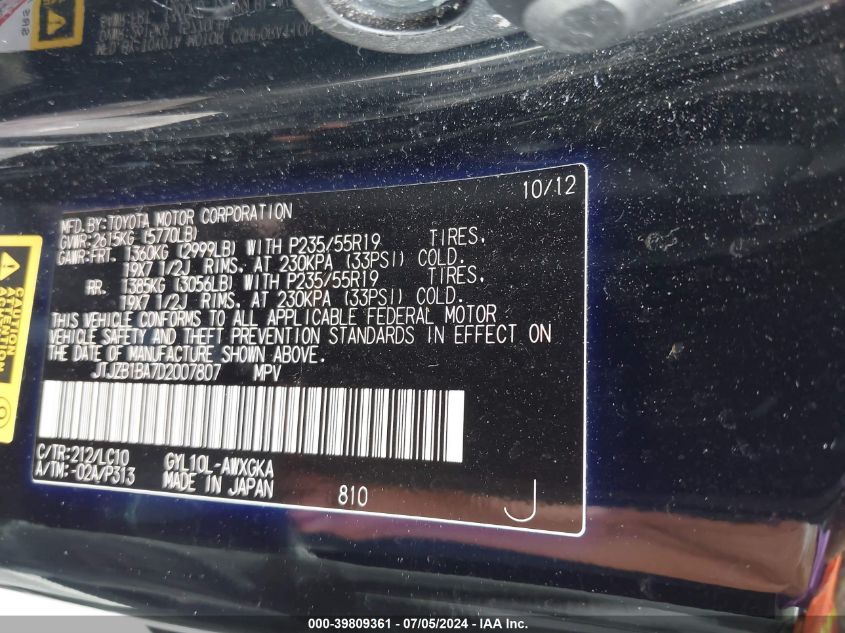 10/12
MFD.BY:TOYOTA MOTOR CORPORATION
GVWR:2615KG (5770LB)
GAWR:FRT. 1360KG (2999LB) WITH P235/55R19 TIRES,
19X7 1/2J RIMS, AT 230KPA (33PSI) COLD.
RR. 1385KG (3056LB) WITH P235/55R19 TIRES,
19X7 1/2J RIMS, AT 230KPA (33PSI) COLD.
THIS VEHICLE CONFORMS TO ALL APPLICABLE FEDERAL MOTOR
VEHICLE SAFETY AND THEFT PREVENTION STANDARDS IN EFFECT ON
THE DATE OF MANUFACTURE SHOWN ABOVE.
JTJZB1BA7D2007807 MPV
C/TR:212/LC10 GYL10L-AWXGKA
A/TM:-02A/P313 MADE IN JAPAN
810 J
CAUTION
ATTENTION
000-39809361 / 07/05/2024 - IAA Inc.